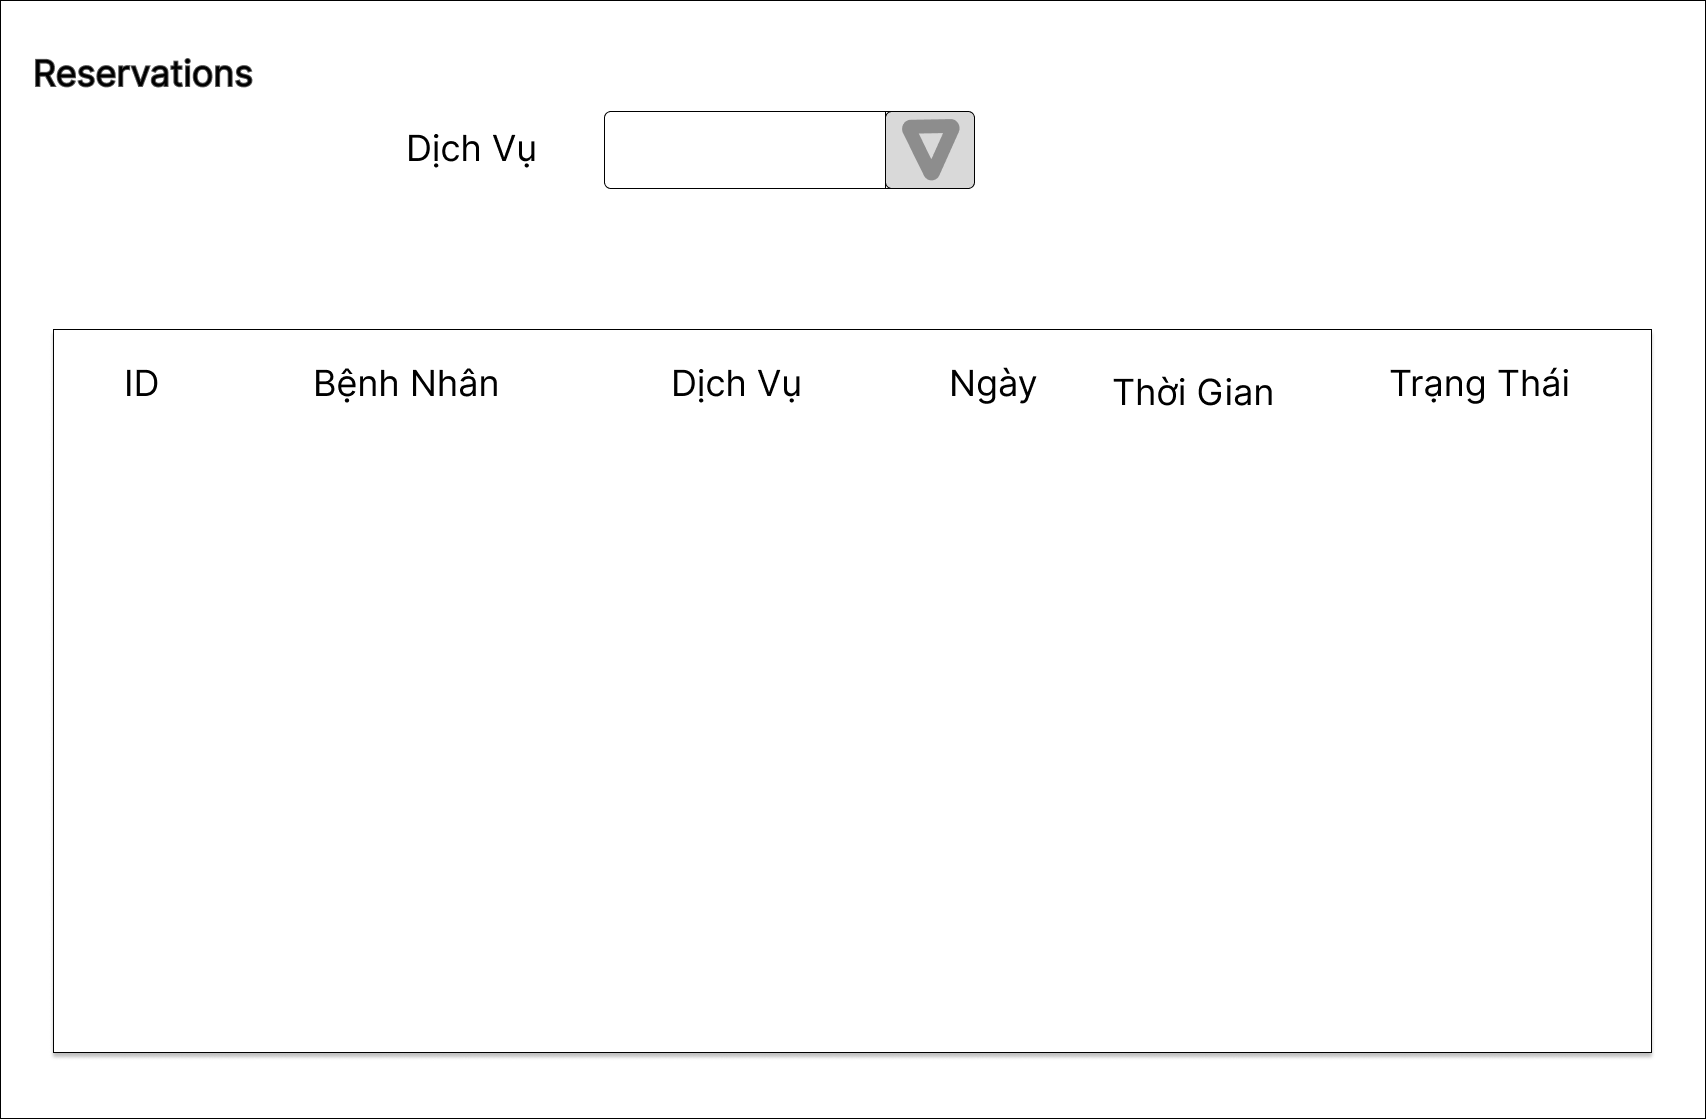 Reservations
Dịch Vụ
ID Bệnh Nhân Dịch Vụ Ngày Thời Gian Trạng Thái